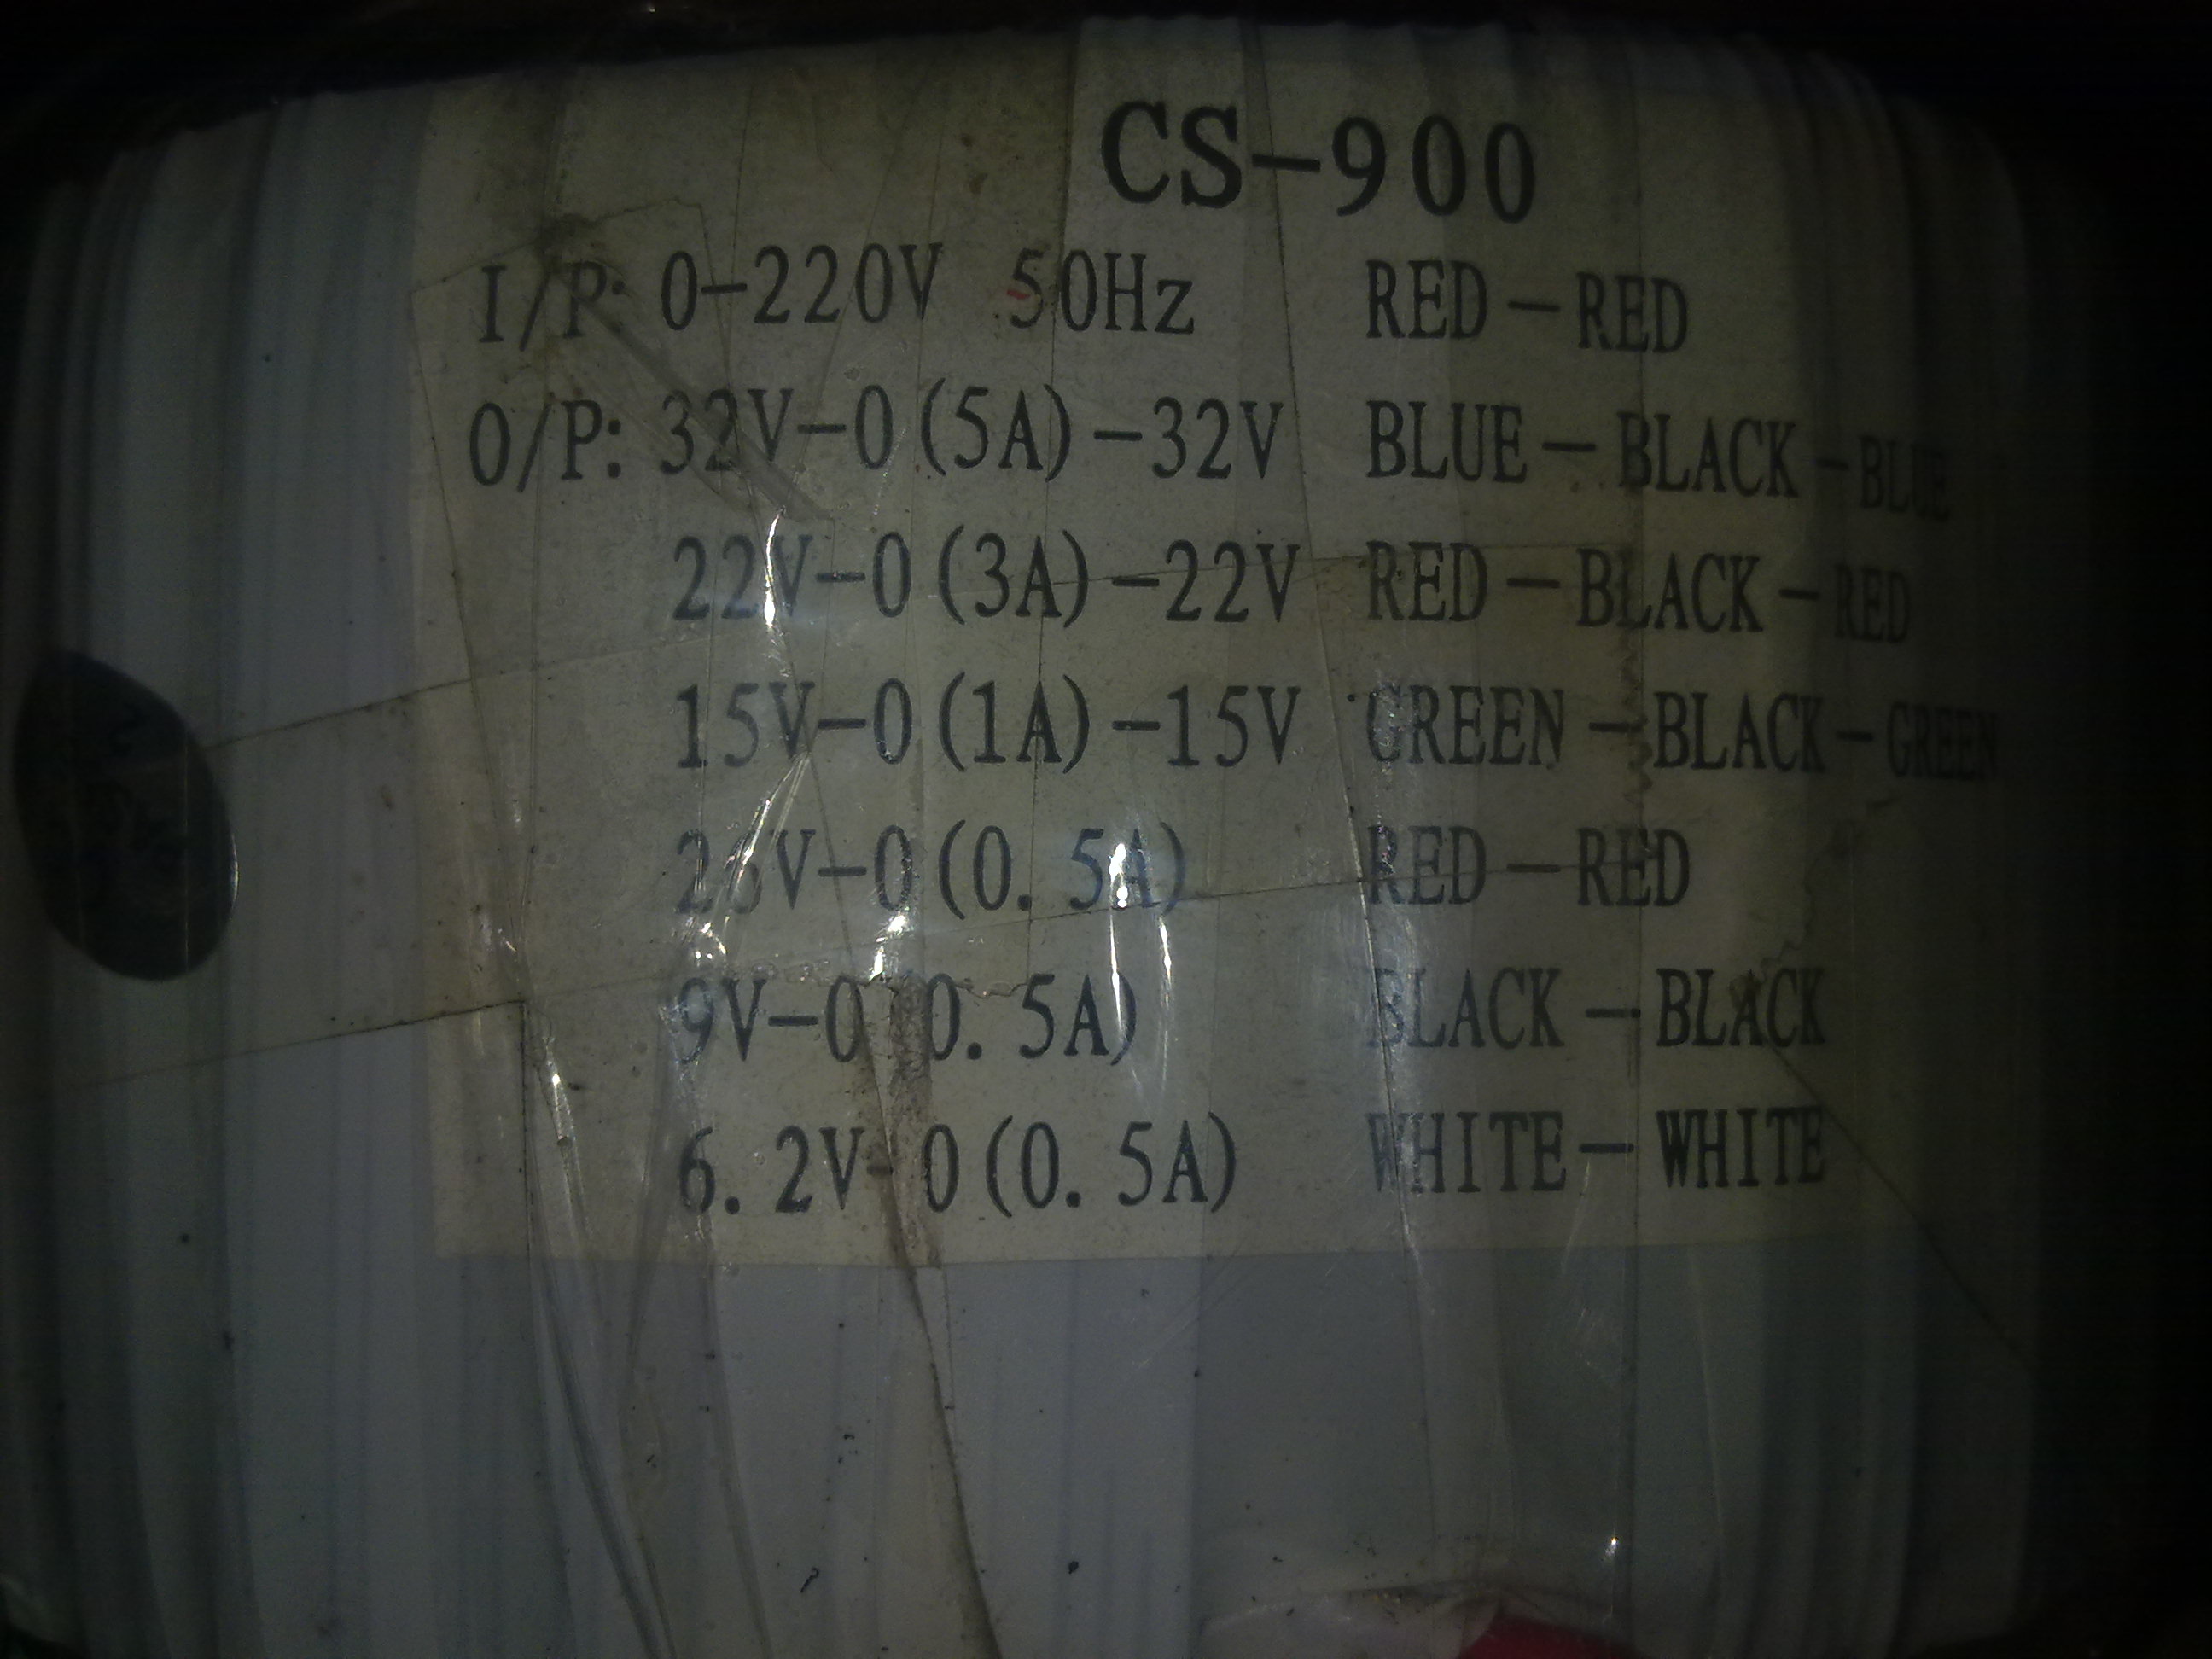 CS-900
I/P: 0-220V 50Hz RED-RED
O/P: 32V-0(5A)-32V BLUE-BLACK-BLUE
22V-0(3A)-22V RED-BLACK-RED
15V-0(1A)-15V GREEN-BLACK-GREEN
26V-0(0.5A) RED-RED
9V-0(0.5A) BLACK-BLACK
6.2V-0(0.5A) WHITE-WHITE